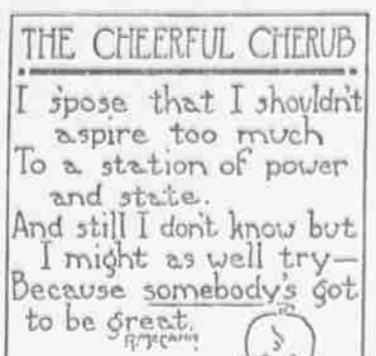 THE CHEERFUL CHERUB
I s'pose that I shouldn't
aspire too much
To a station of power
and state.
And still I don't know but
I might as well try—
Because somebody's got
to be great.
R.McCann